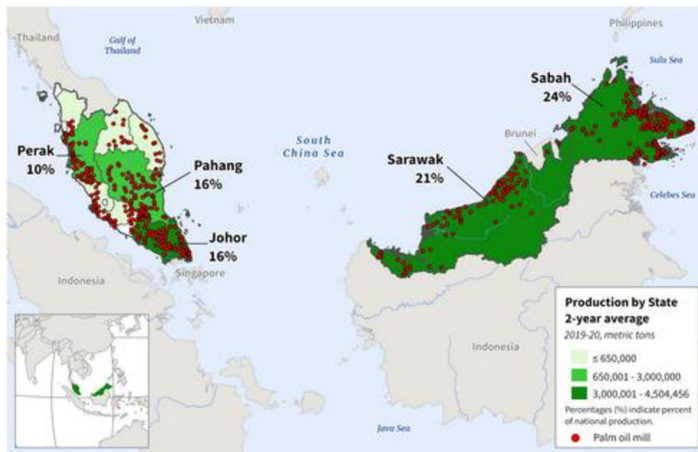 Vietnam
Philippines
Thailand
Gulf of
Thailand
Sulu Sea
Sabah
24%
Perak
10%
Pahang
16%
South
China Sea
Brunei
Sarawak
21%
Celebes Sea
Johor
16%
Singapore
Indonesia
Indonesia
Java Sea
Production by State
2-year average
2019-20, metric tons
≤ 650,000
650,001 - 3,000,000
3,000,001 - 4,504,456
Percentages (%) indicate percent
of national production.
Palm oil mill